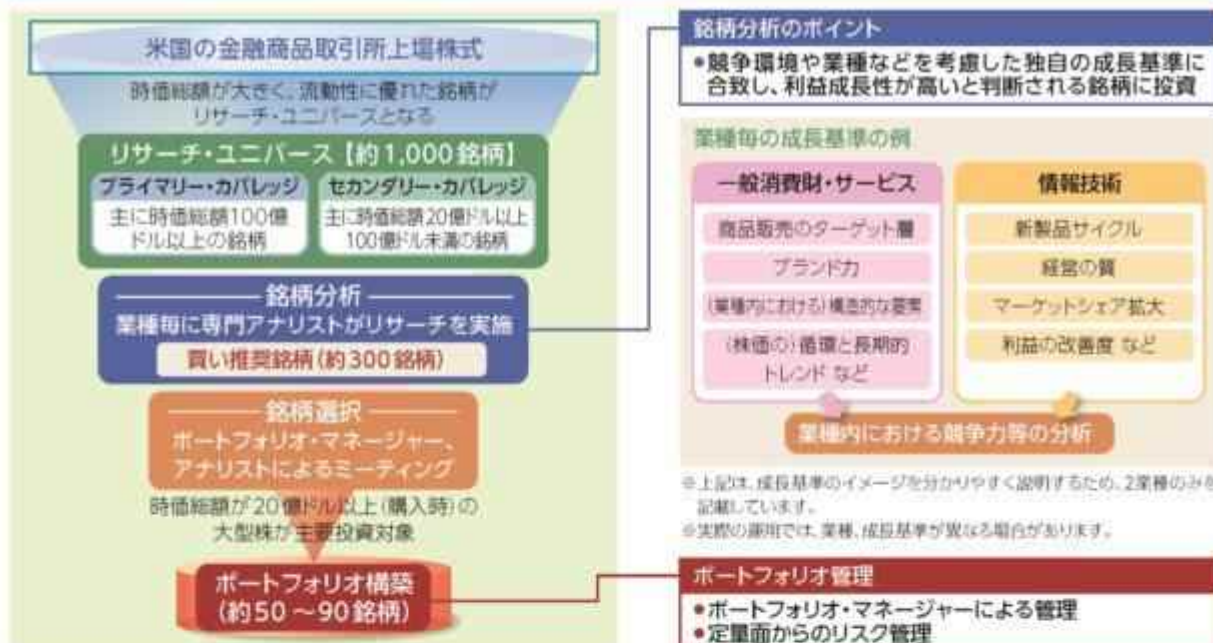 米国の金融商品取引所上場株式
時価総額が大きく、流動性に優れた銘柄が
リサーチ・ユニバースとなる
リサーチ・ユニバース【約1,000銘柄】
プライマリー・カバレッジ
主に時価総額100億
ドル以上の銘柄
セカンダリー・カバレッジ
主に時価総額20億ドル以上
100億ドル未満の銘柄
銘柄分析
業種毎に専門アナリストがリサーチを実施
買い推奨銘柄(約300銘柄)
銘柄選択
ポートフォリオ・マネージャー、
アナリストによるミーティング
時価総額が20億ドル以上(購入時)の
大型株が主要投資対象
ポートフォリオ構築
(約50~90銘柄)
銘柄分析のポイント
●競争環境や業種などを考慮した独自の成長基準に
合致し、利益成長性が高いと判断される銘柄に投資
業種毎の成長基準の例
一般消費財・サービス
商品販売のターゲット層
ブランド力
(業種内における)構造的な要素
(株価の)循環と長期的
トレンド など
情報技術
新製品サイクル
経営の質
マーケットシェア拡大
利益の改善度 など
業種内における競争力等の分析
※上記は、成長基準のイメージを分かりやすく説明するため、2業種のみを
記載しています。
※実際の運用では、業種、成長基準が異なる場合があります。
ポートフォリオ管理
●ポートフォリオ・マネージャーによる管理
●定量面からのリスク管理